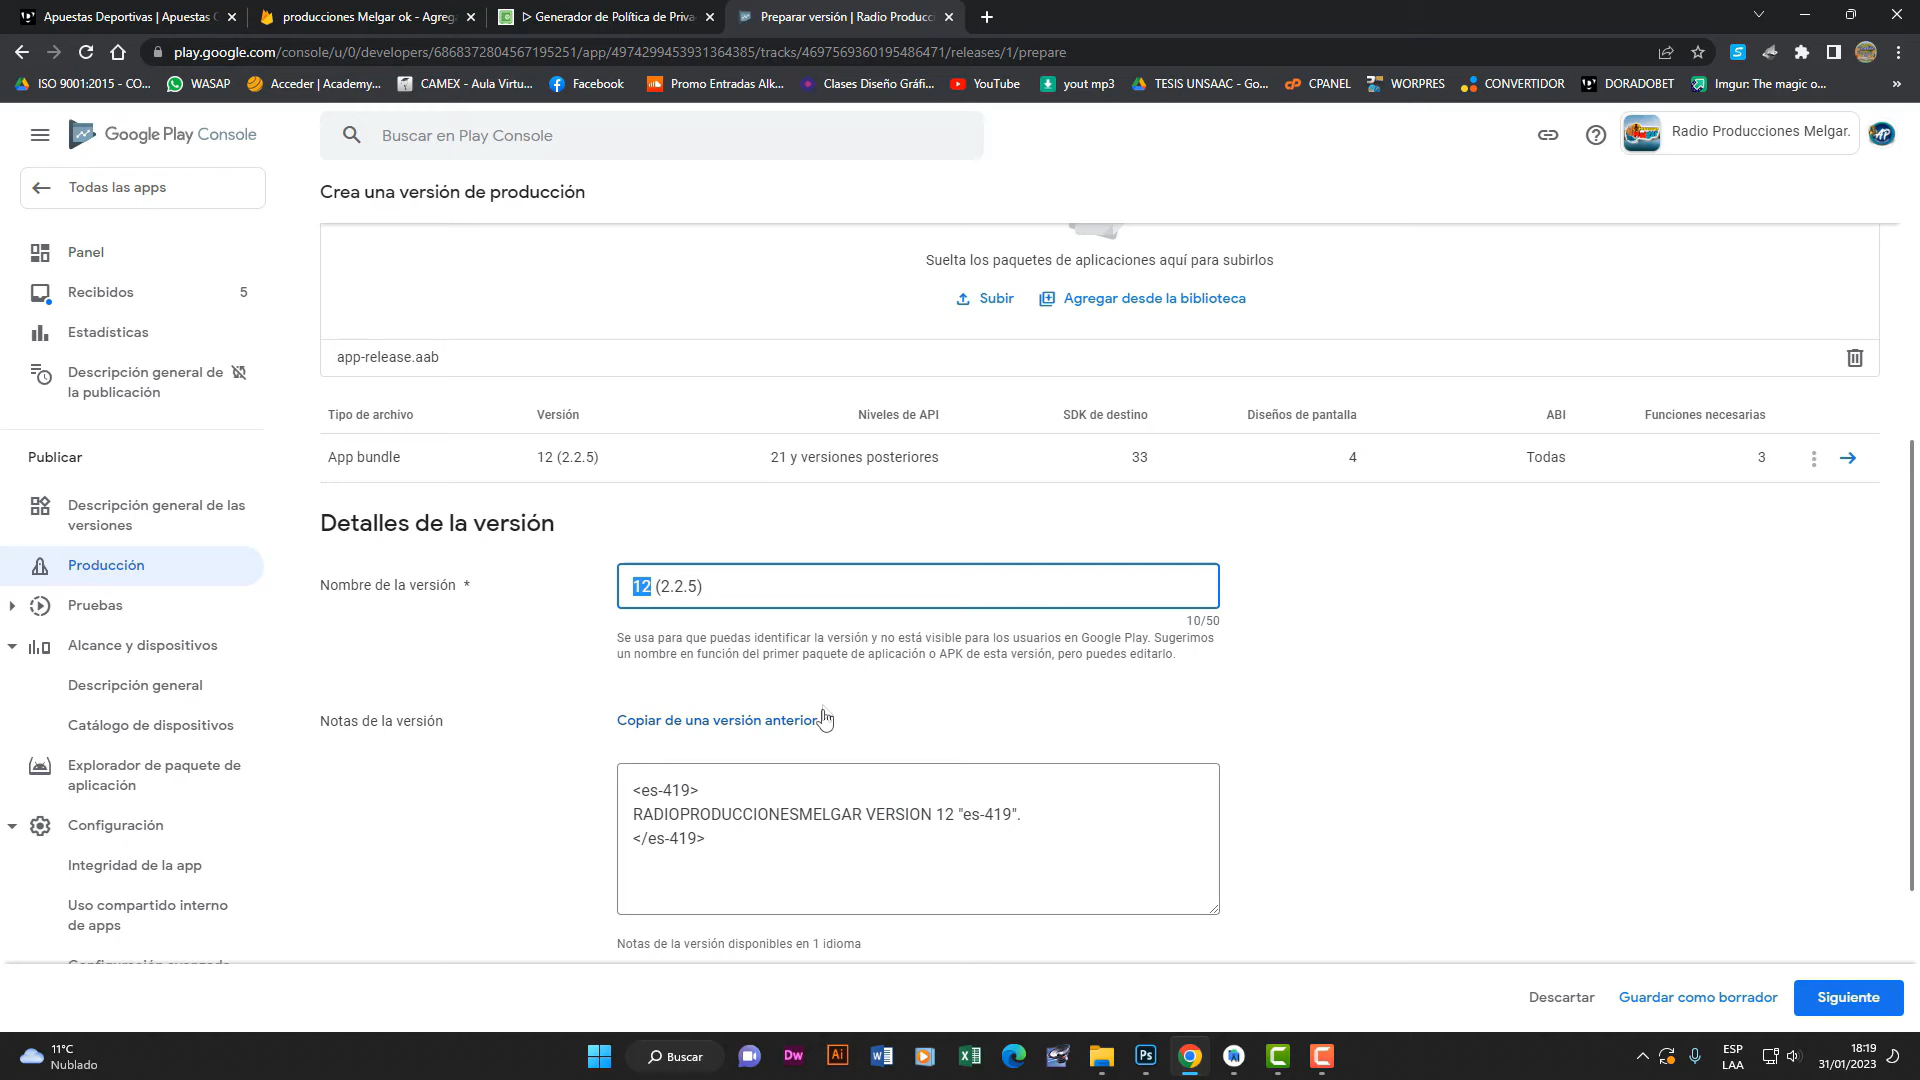 Apuestas Deportivas | Apuestas C
producciones Melgar ok - Agrega
Generador de Política de Priva
Preparar versión | Radio Producci
play.google.com/console/u/0/developers/6868372804567195251/app/4974299453931364385/tracks/4697569360195486471/releases/1/prepare
ISO 9001:2015 - CO...
WASAP
Acceder | Academy...
CAMEX - Aula Virtu...
Facebook
Promo Entradas Alk...
Clases Diseño Gráfi...
YouTube
yout mp3
TESIS UNSAAC - Go...
CPANEL
WORPRES
CONVERTIDOR
DORADOBET
Imgur: The magic o...
»
Google Play Console
Buscar en Play Console
Radio Producciones Melgar.
Todas las apps
Crea una versión de producción
Panel
Recibidos 5
Estadísticas
Descripción general de
la publicación
Publicar
Descripción general de las
versiones
Producción
Pruebas
Alcance y dispositivos
Descripción general
Catálogo de dispositivos
Explorador de paquete de
aplicación
Configuración
Integridad de la app
Uso compartido interno
de apps
Suelta los paquetes de aplicaciones aquí para subirlos
Subir
Agregar desde la biblioteca
app-release.aab
Tipo de archivo Versión Niveles de API SDK de destino Diseños de pantalla ABI Funciones necesarias
App bundle 12 (2.2.5) 21 y versiones posteriores 33 4 Todas 3
Detalles de la versión
Nombre de la versión *
12 (2.2.5)
10/50
Se usa para que puedas identificar la versión y no está visible para los usuarios en Google Play. Sugerimos
un nombre en función del primer paquete de aplicación o APK de esta versión, pero puedes editarlo.
Notas de la versión
Copiar de una versión anterior
<es-419>
RADIOPRODUCCIONESMELGAR VERSION 12 "es-419".
</es-419>
Notas de la versión disponibles en 1 idioma
Descartar
Guardar como borrador
Siguiente
11°C
Nublado
Buscar
Dw
Ai
Ps
ESP
LAA
18:19
31/01/2023